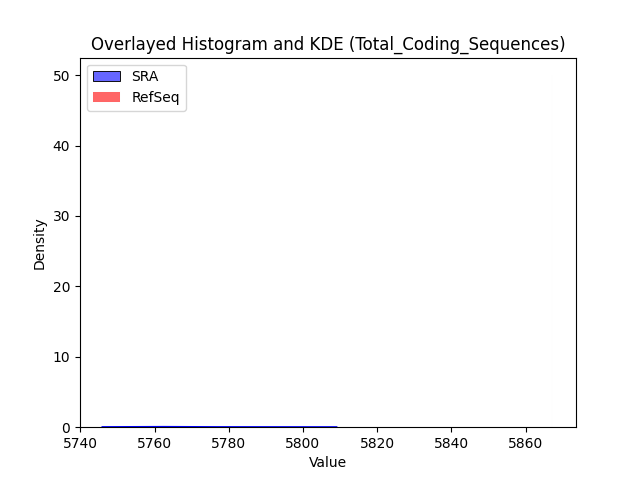 Overlayed Histogram and KDE (Total_Coding_Sequences)
SRA
RefSeq
50
40
30
20
10
0
Density
5740 5760 5780 5800 5820 5840 5860
Value